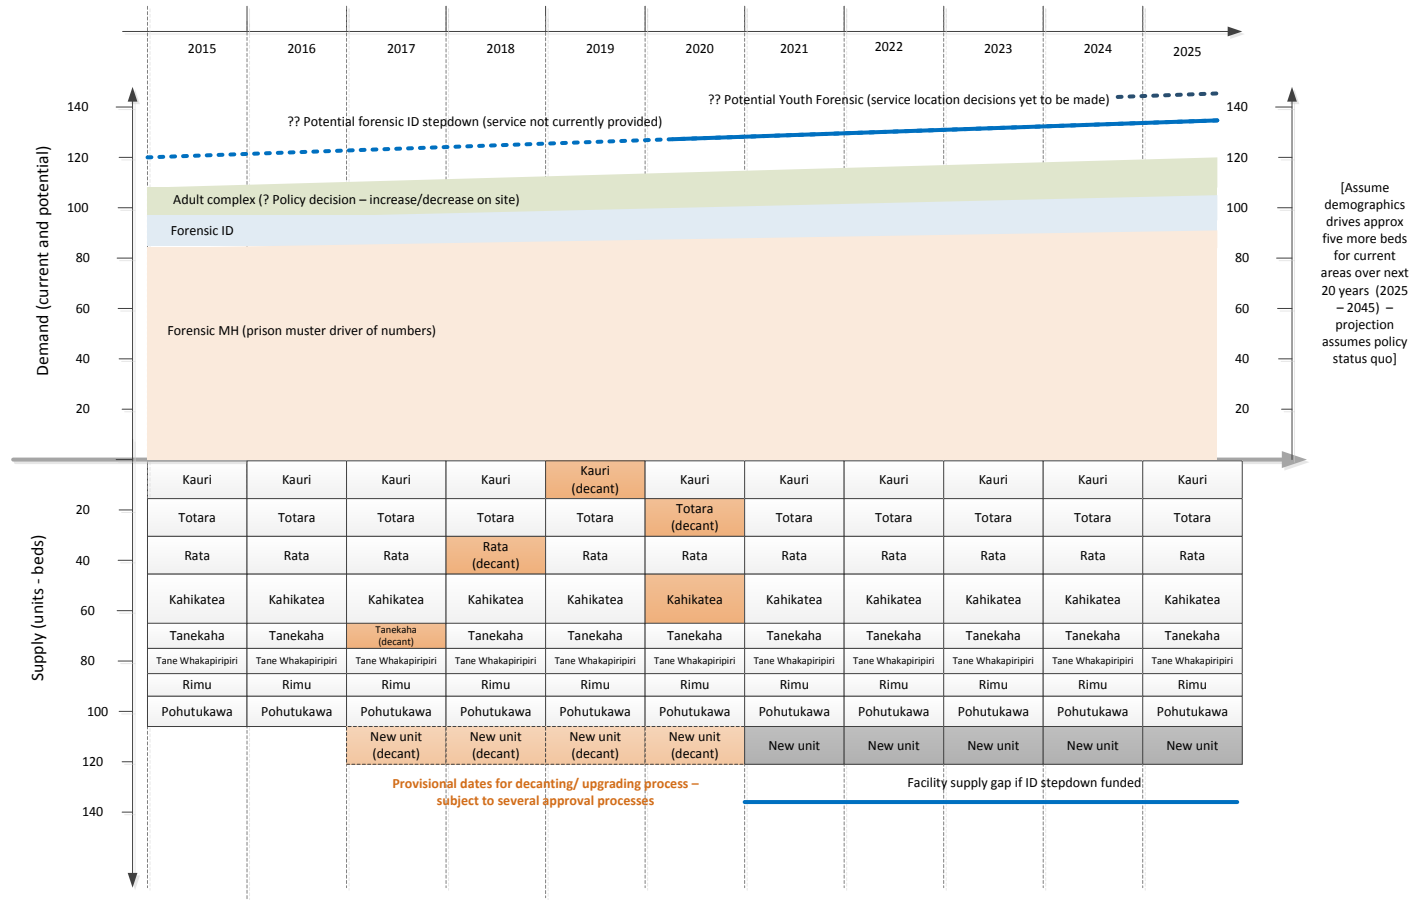 2015 2016 2017 2018 2019 2020 2021 2022 2023 2024 2025
?? Potential Youth Forensic (service location decisions yet to be made)
?? Potential forensic ID stepdown (service not currently provided)
Demand (current and potential)
140 140
120 120
100 100
80 80
60 60
40 40
20 20
Adult complex (? Policy decision – increase/decrease on site)
Forensic ID
Forensic MH (prison muster driver of numbers)
[Assume
demographics
drives approx
five more beds
for current
areas over next
20 years (2025
– 2045) –
projection
assumes policy
status quo]
Supply (units - beds)
20
40
60
80
100
120
140
Kauri Kauri Kauri Kauri Kauri Kauri Kauri Kauri Kauri Kauri Kauri
(decant)
Totara Totara Totara Totara Totara Totara Totara Totara Totara Totara Totara
(decant)
Rata Rata Rata Rata Rata Rata Rata Rata Rata Rata Rata
(decant)
Kahikatea Kahikatea Kahikatea Kahikatea Kahikatea Kahikatea Kahikatea Kahikatea Kahikatea Kahikatea Kahikatea
Tanekaha Tanekaha Tanekaha Tanekaha Tanekaha Tanekaha Tanekaha Tanekaha Tanekaha Tanekaha Tanekaha
(decant)
Tane Whakapiripiri Tane Whakapiripiri Tane Whakapiripiri Tane Whakapiripiri Tane Whakapiripiri Tane Whakapiripiri Tane Whakapiripiri Tane Whakapiripiri Tane Whakapiripiri Tane Whakapiripiri Tane Whakapiripiri
Rimu Rimu Rimu Rimu Rimu Rimu Rimu Rimu Rimu Rimu Rimu
Pohutukawa Pohutukawa Pohutukawa Pohutukawa Pohutukawa Pohutukawa Pohutukawa Pohutukawa Pohutukawa Pohutukawa Pohutukawa
New unit New unit New unit New unit New unit New unit New unit New unit New unit
(decant) (decant) (decant) (decant)
Provisional dates for decanting/ upgrading process –
subject to several approval processes
Facility supply gap if ID stepdown funded